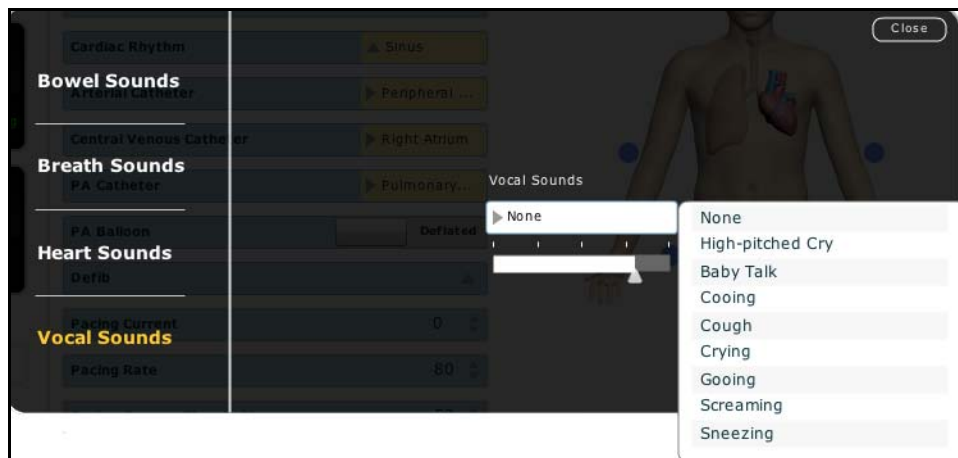 Close
Cardiac Rhythm
Sinus
Bowel Sounds
Arterial Catheter
Peripheral ...
Central Venous Catheter
Right Atrium
Breath Sounds
PA Catheter
Pulmonary...
Vocal Sounds
None
PA Balloon
Deflated
Heart Sounds
Defib
Pacing Current
0
Vocal Sounds
Pacing Rate
80
None
High-pitched Cry
Baby Talk
Cooing
Cough
Crying
Gooing
Screaming
Sneezing